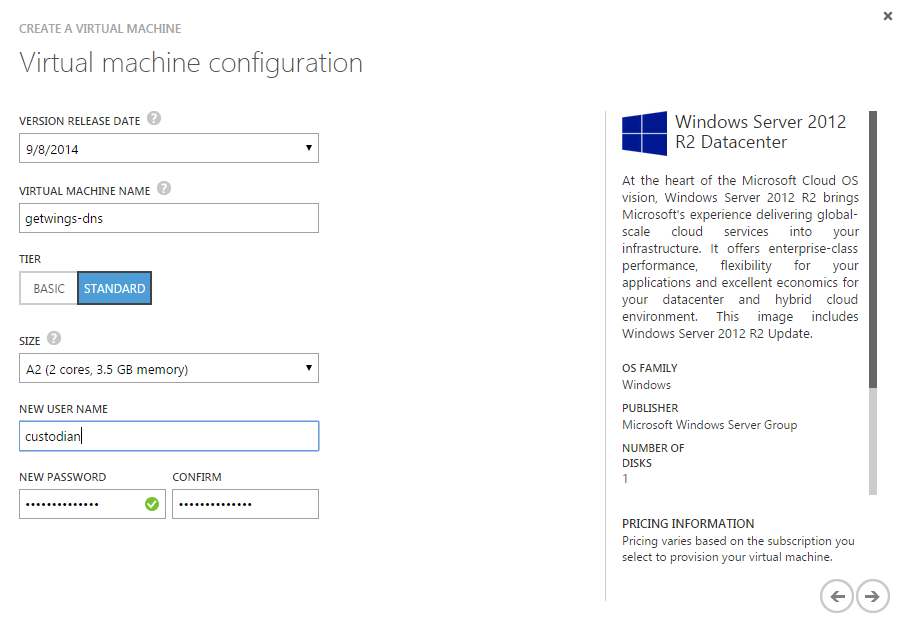 CREATE A VIRTUAL MACHINE
Virtual machine configuration
VERSION RELEASE DATE ?
9/8/2014
VIRTUAL MACHINE NAME ?
getwings-dns
TIER
BASIC STANDARD
SIZE ?
A2 (2 cores, 3.5 GB memory)
NEW USER NAME
custodian
NEW PASSWORD CONFIRM
•••••••••••••• ••••••••••••••
Windows Server 2012
R2 Datacenter
At the heart of the Microsoft Cloud OS
vision, Windows Server 2012 R2 brings
Microsoft's experience delivering global-
scale cloud services into your
infrastructure. It offers enterprise-class
performance, flexibility for your
applications and excellent economics for
your datacenter and hybrid cloud
environment. This image includes
Windows Server 2012 R2 Update.
OS FAMILY
Windows
PUBLISHER
Microsoft Windows Server Group
NUMBER OF
DISKS
1
PRICING INFORMATION
Pricing varies based on the subscription you
select to provision your virtual machine.